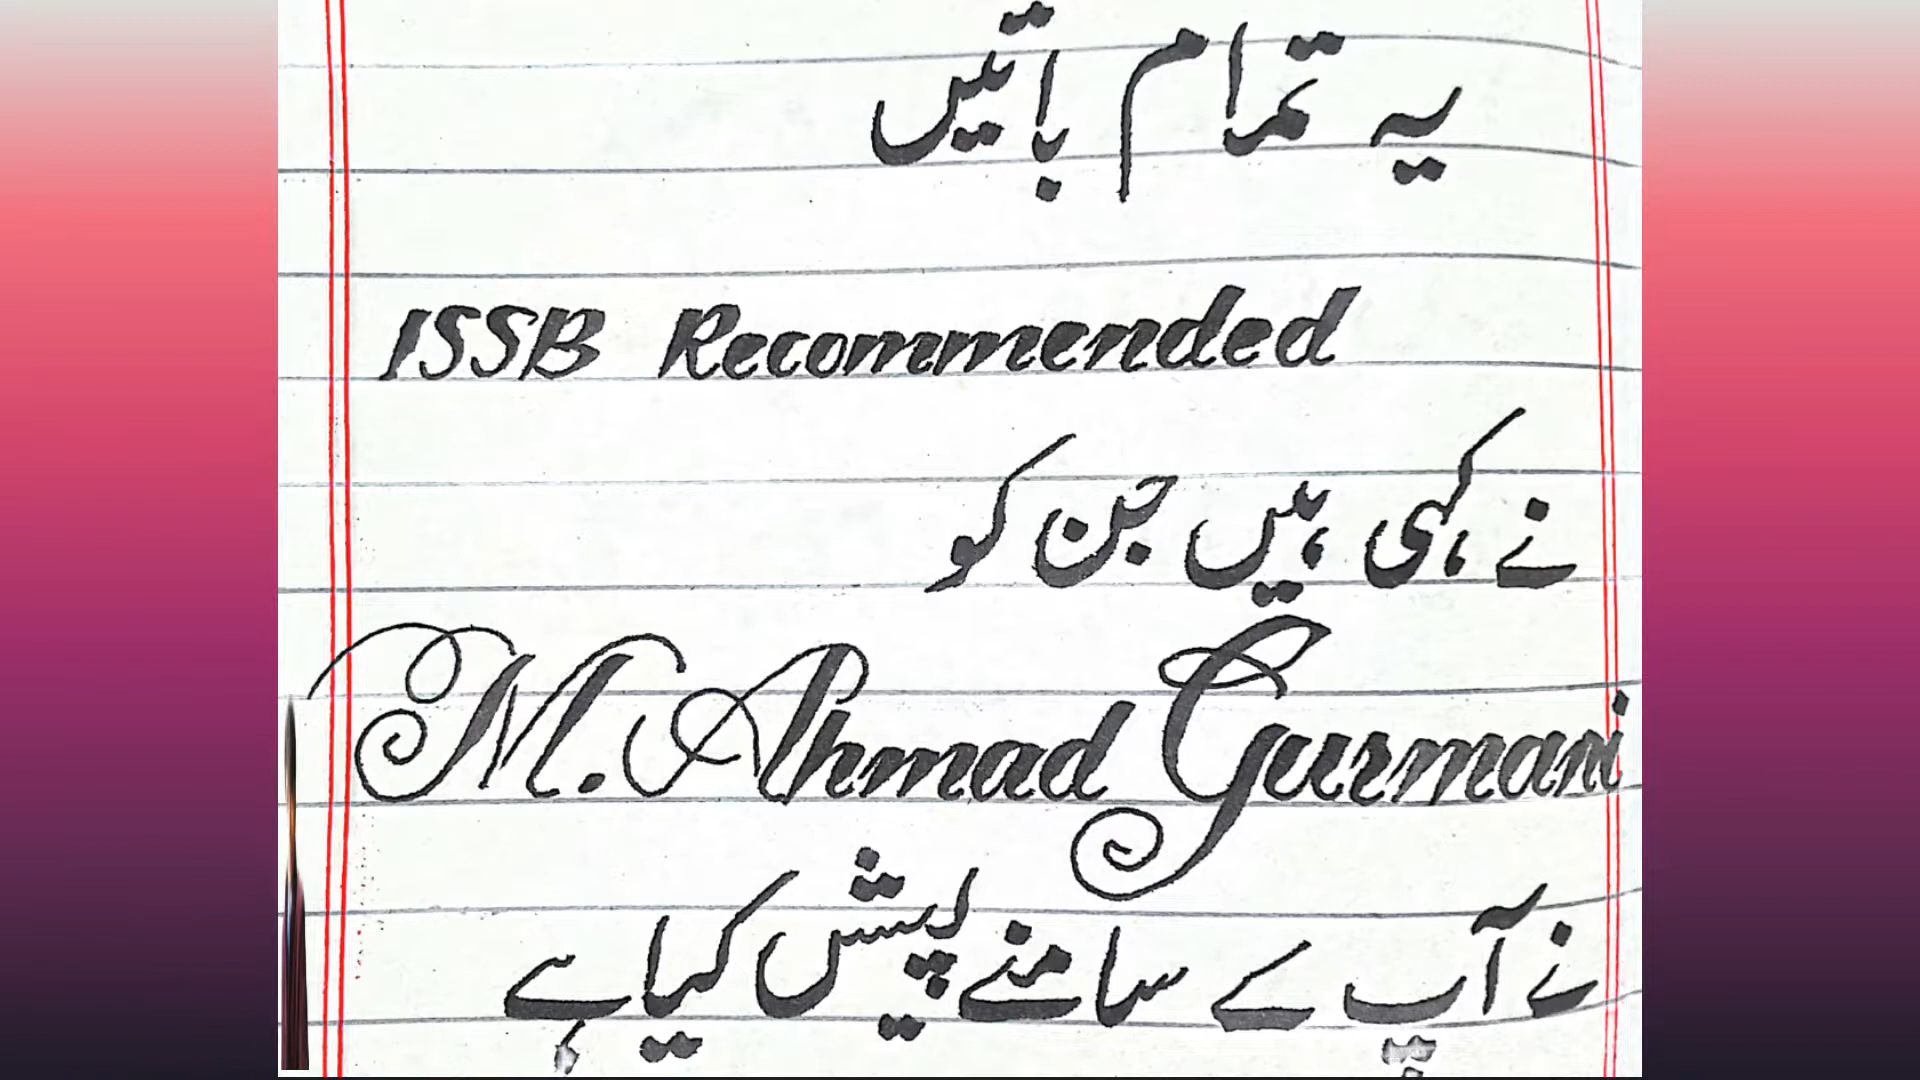 یہ تمام باتیں
ISSB Recommended
نے کہی ہیں جن کو
M. Ahmad Gurmani
نے آپ کے سامنے پیش کیا ہے